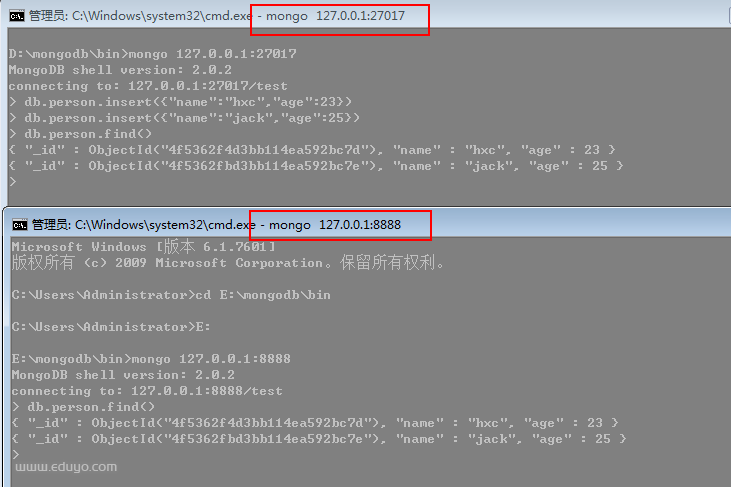 管理员: C:\Windows\system32\cmd.exe - mongo 127.0.0.1:27017
D:\mongodb\bin>mongo 127.0.0.1:27017
MongoDB shell version: 2.0.2
connecting to: 127.0.0.1:27017/test
> db.person.insert({"name":"hxc","age":23})
> db.person.insert({"name":"jack","age":25})
> db.person.find()
{ "_id" : ObjectId("4f5362f4d3bb114ea592bc7d"), "name" : "hxc", "age" : 23 }
{ "_id" : ObjectId("4f5362fbd3bb114ea592bc7e"), "name" : "jack", "age" : 25 }
>
管理员: C:\Windows\system32\cmd.exe - mongo 127.0.0.1:8888
Microsoft Windows [版本 6.1.7601]
版权所有 (c) 2009 Microsoft Corporation。保留所有权利。
C:\Users\Administrator>cd E:\mongodb\bin
C:\Users\Administrator>E:
E:\mongodb\bin>mongo 127.0.0.1:8888
MongoDB shell version: 2.0.2
connecting to: 127.0.0.1:8888/test
> db.person.find()
{ "_id" : ObjectId("4f5362f4d3bb114ea592bc7d"), "name" : "hxc", "age" : 23 }
{ "_id" : ObjectId("4f5362fbd3bb114ea592bc7e"), "name" : "jack", "age" : 25 }
>
www.eduyo.com